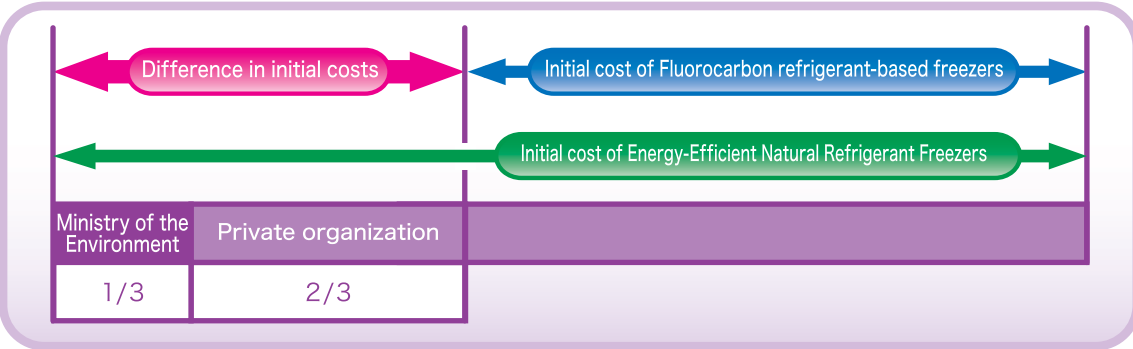 Difference in initial costs
Initial cost of Fluorocarbon refrigerant-based freezers
Initial cost of Energy-Efficient Natural Refrigerant Freezers
Ministry of the
Environment
Private organization
1/3
2/3